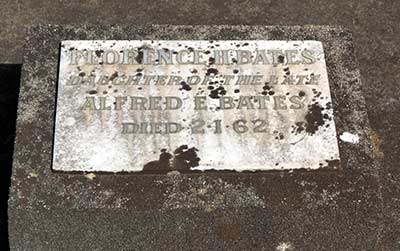 FLORENCE H. BATES
DAUGHTER OF THE LATE
ALFRED E. BATES
DIED 2·1·62